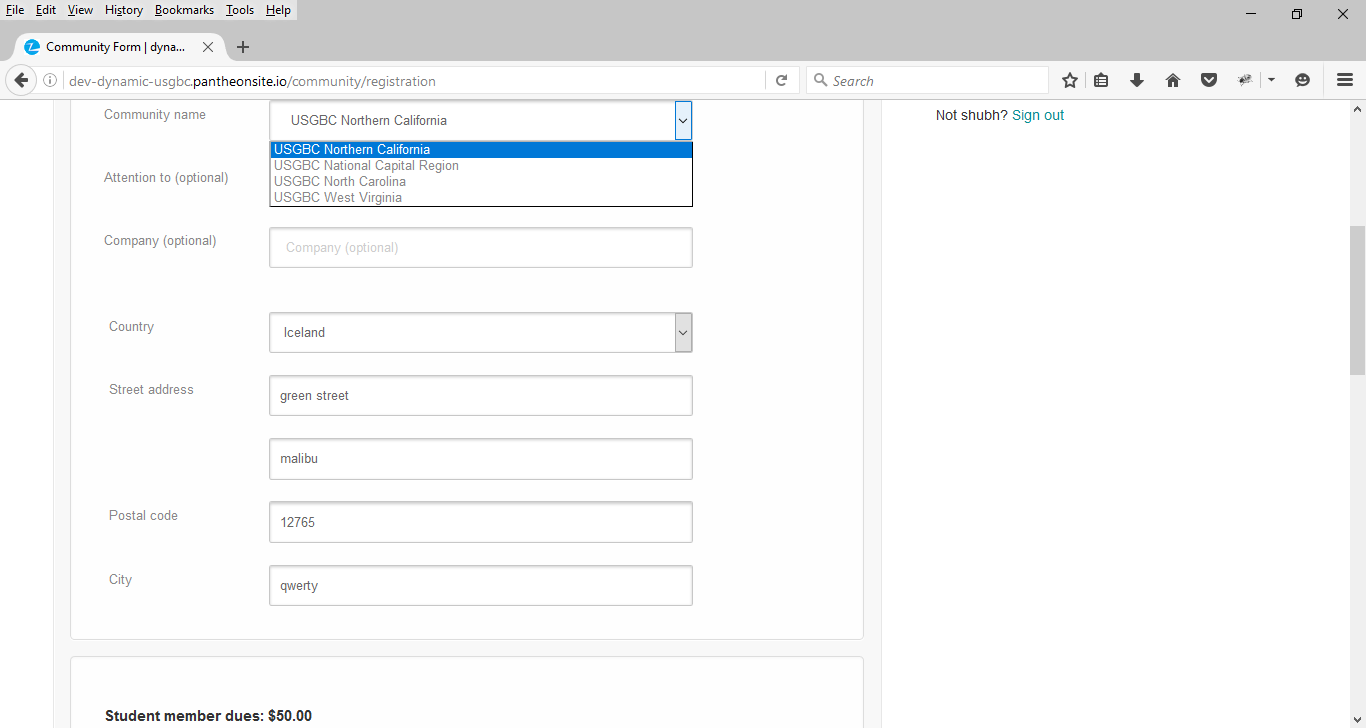 File Edit View History Bookmarks Tools Help
Community Form | dyna...
dev-dynamic-usgbc.pantheonsite.io/community/registration
Search
Community name
USGBC Northern California
Not shubh? Sign out
USGBC Northern California
USGBC National Capital Region
Attention to (optional)
USGBC North Carolina
USGBC West Virginia
Company (optional)
Company (optional)
Country
Iceland
Street address
green street
malibu
Postal code
12765
City
qwerty
Student member dues: $50.00